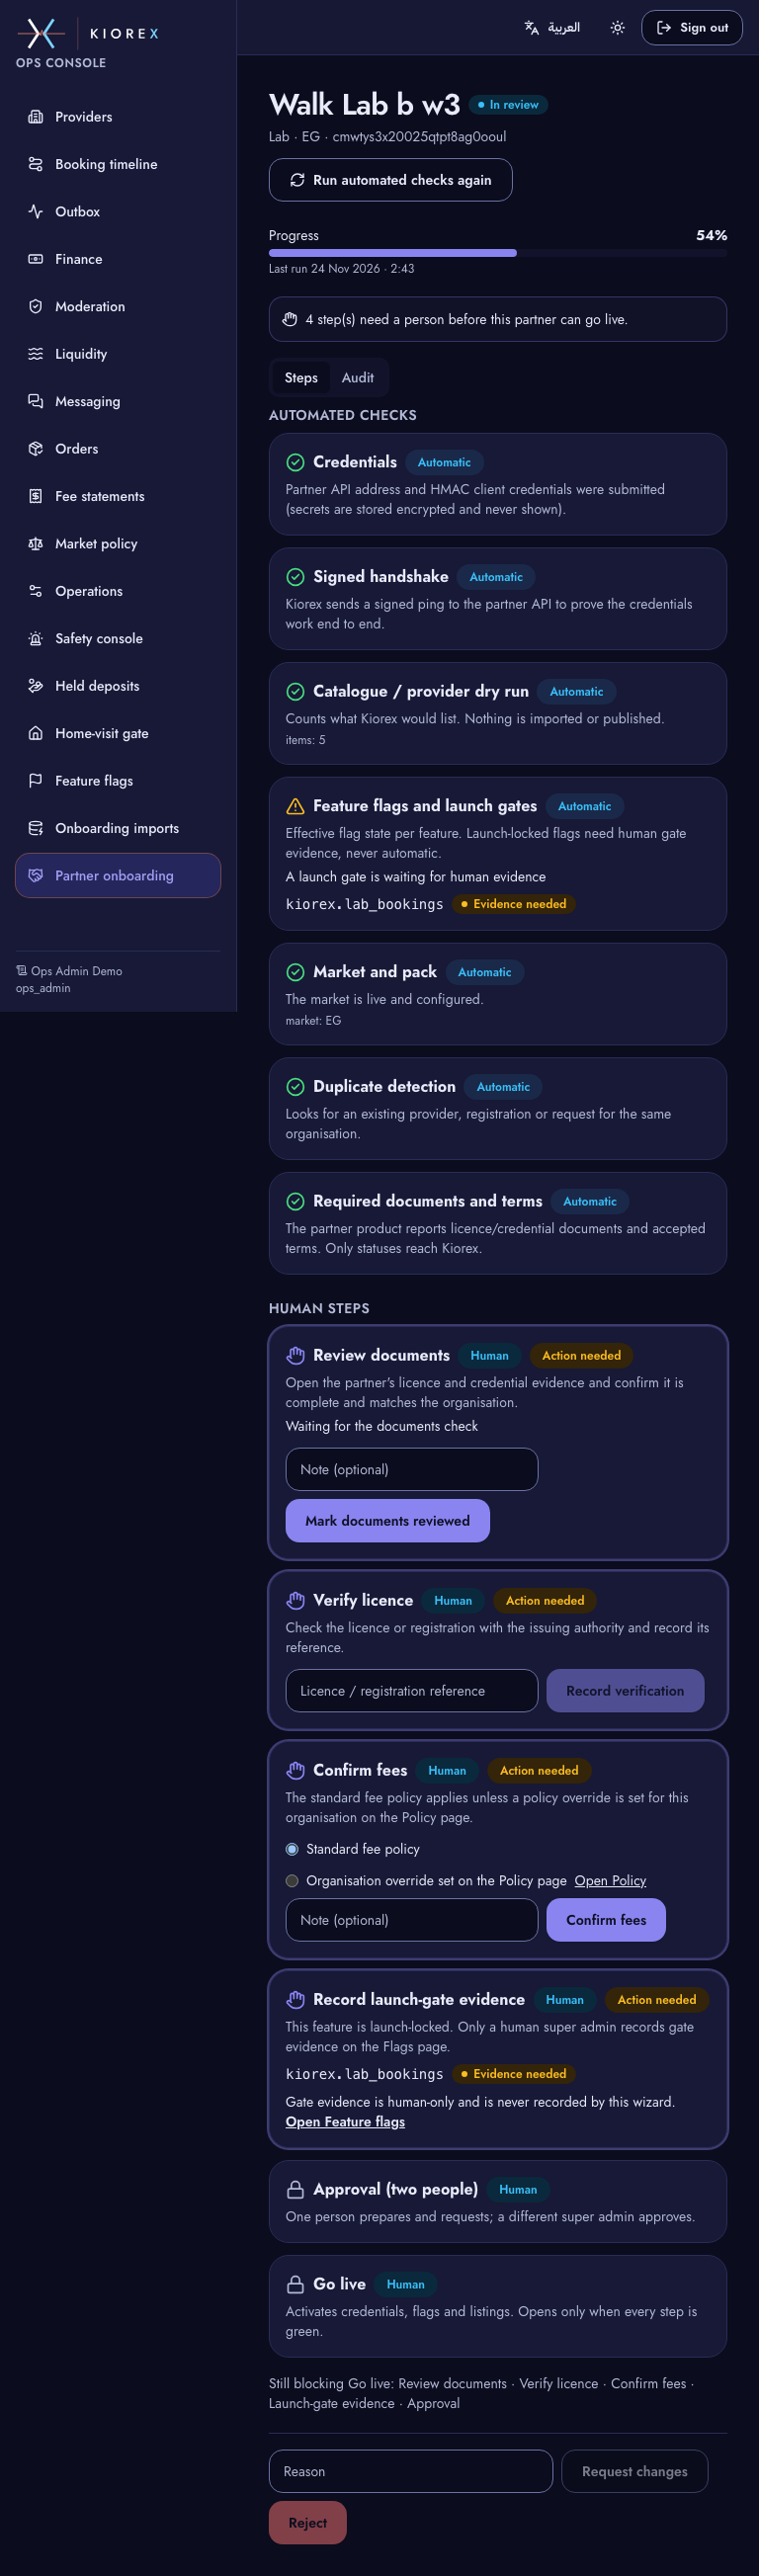 KIOREX
OPS CONSOLE
Providers
Booking timeline
Outbox
Finance
Moderation
Liquidity
Messaging
Orders
Fee statements
Market policy
Operations
Safety console
Held deposits
Home-visit gate
Feature flags
Onboarding imports
Partner onboarding
Ops Admin Demo
ops_admin
العربية
Sign out
Walk Lab b w3 In review
Lab · EG · cmwtys3x20025qtpt8ag0ooul
Run automated checks again
Progress 54%
Last run 24 Nov 2026 · 2:43
4 step(s) need a person before this partner can go live.
Steps Audit
AUTOMATED CHECKS
Credentials Automatic
Partner API address and HMAC client credentials were submitted
(secrets are stored encrypted and never shown).
Signed handshake Automatic
Kiorex sends a signed ping to the partner API to prove the credentials
work end to end.
Catalogue / provider dry run Automatic
Counts what Kiorex would list. Nothing is imported or published.
items: 5
Feature flags and launch gates Automatic
Effective flag state per feature. Launch-locked flags need human gate
evidence, never automatic.
A launch gate is waiting for human evidence
kiorex.lab_bookings Evidence needed
Market and pack Automatic
The market is live and configured.
market: EG
Duplicate detection Automatic
Looks for an existing provider, registration or request for the same
organisation.
Required documents and terms Automatic
The partner product reports licence/credential documents and accepted
terms. Only statuses reach Kiorex.
HUMAN STEPS
Review documents Human Action needed
Open the partner's licence and credential evidence and confirm it is
complete and matches the organisation.
Waiting for the documents check
Note (optional)
Mark documents reviewed
Verify licence Human Action needed
Check the licence or registration with the issuing authority and record its
reference.
Licence / registration reference Record verification
Confirm fees Human Action needed
The standard fee policy applies unless a policy override is set for this
organisation on the Policy page.
Standard fee policy
Organisation override set on the Policy page Open Policy
Note (optional) Confirm fees
Record launch-gate evidence Human Action needed
This feature is launch-locked. Only a human super admin records gate
evidence on the Flags page.
kiorex.lab_bookings Evidence needed
Gate evidence is human-only and is never recorded by this wizard.
Open Feature flags
Approval (two people) Human
One person prepares and requests; a different super admin approves.
Go live Human
Activates credentials, flags and listings. Opens only when every step is
green.
Still blocking Go live: Review documents · Verify licence · Confirm fees ·
Launch-gate evidence · Approval
Reason Request changes
Reject